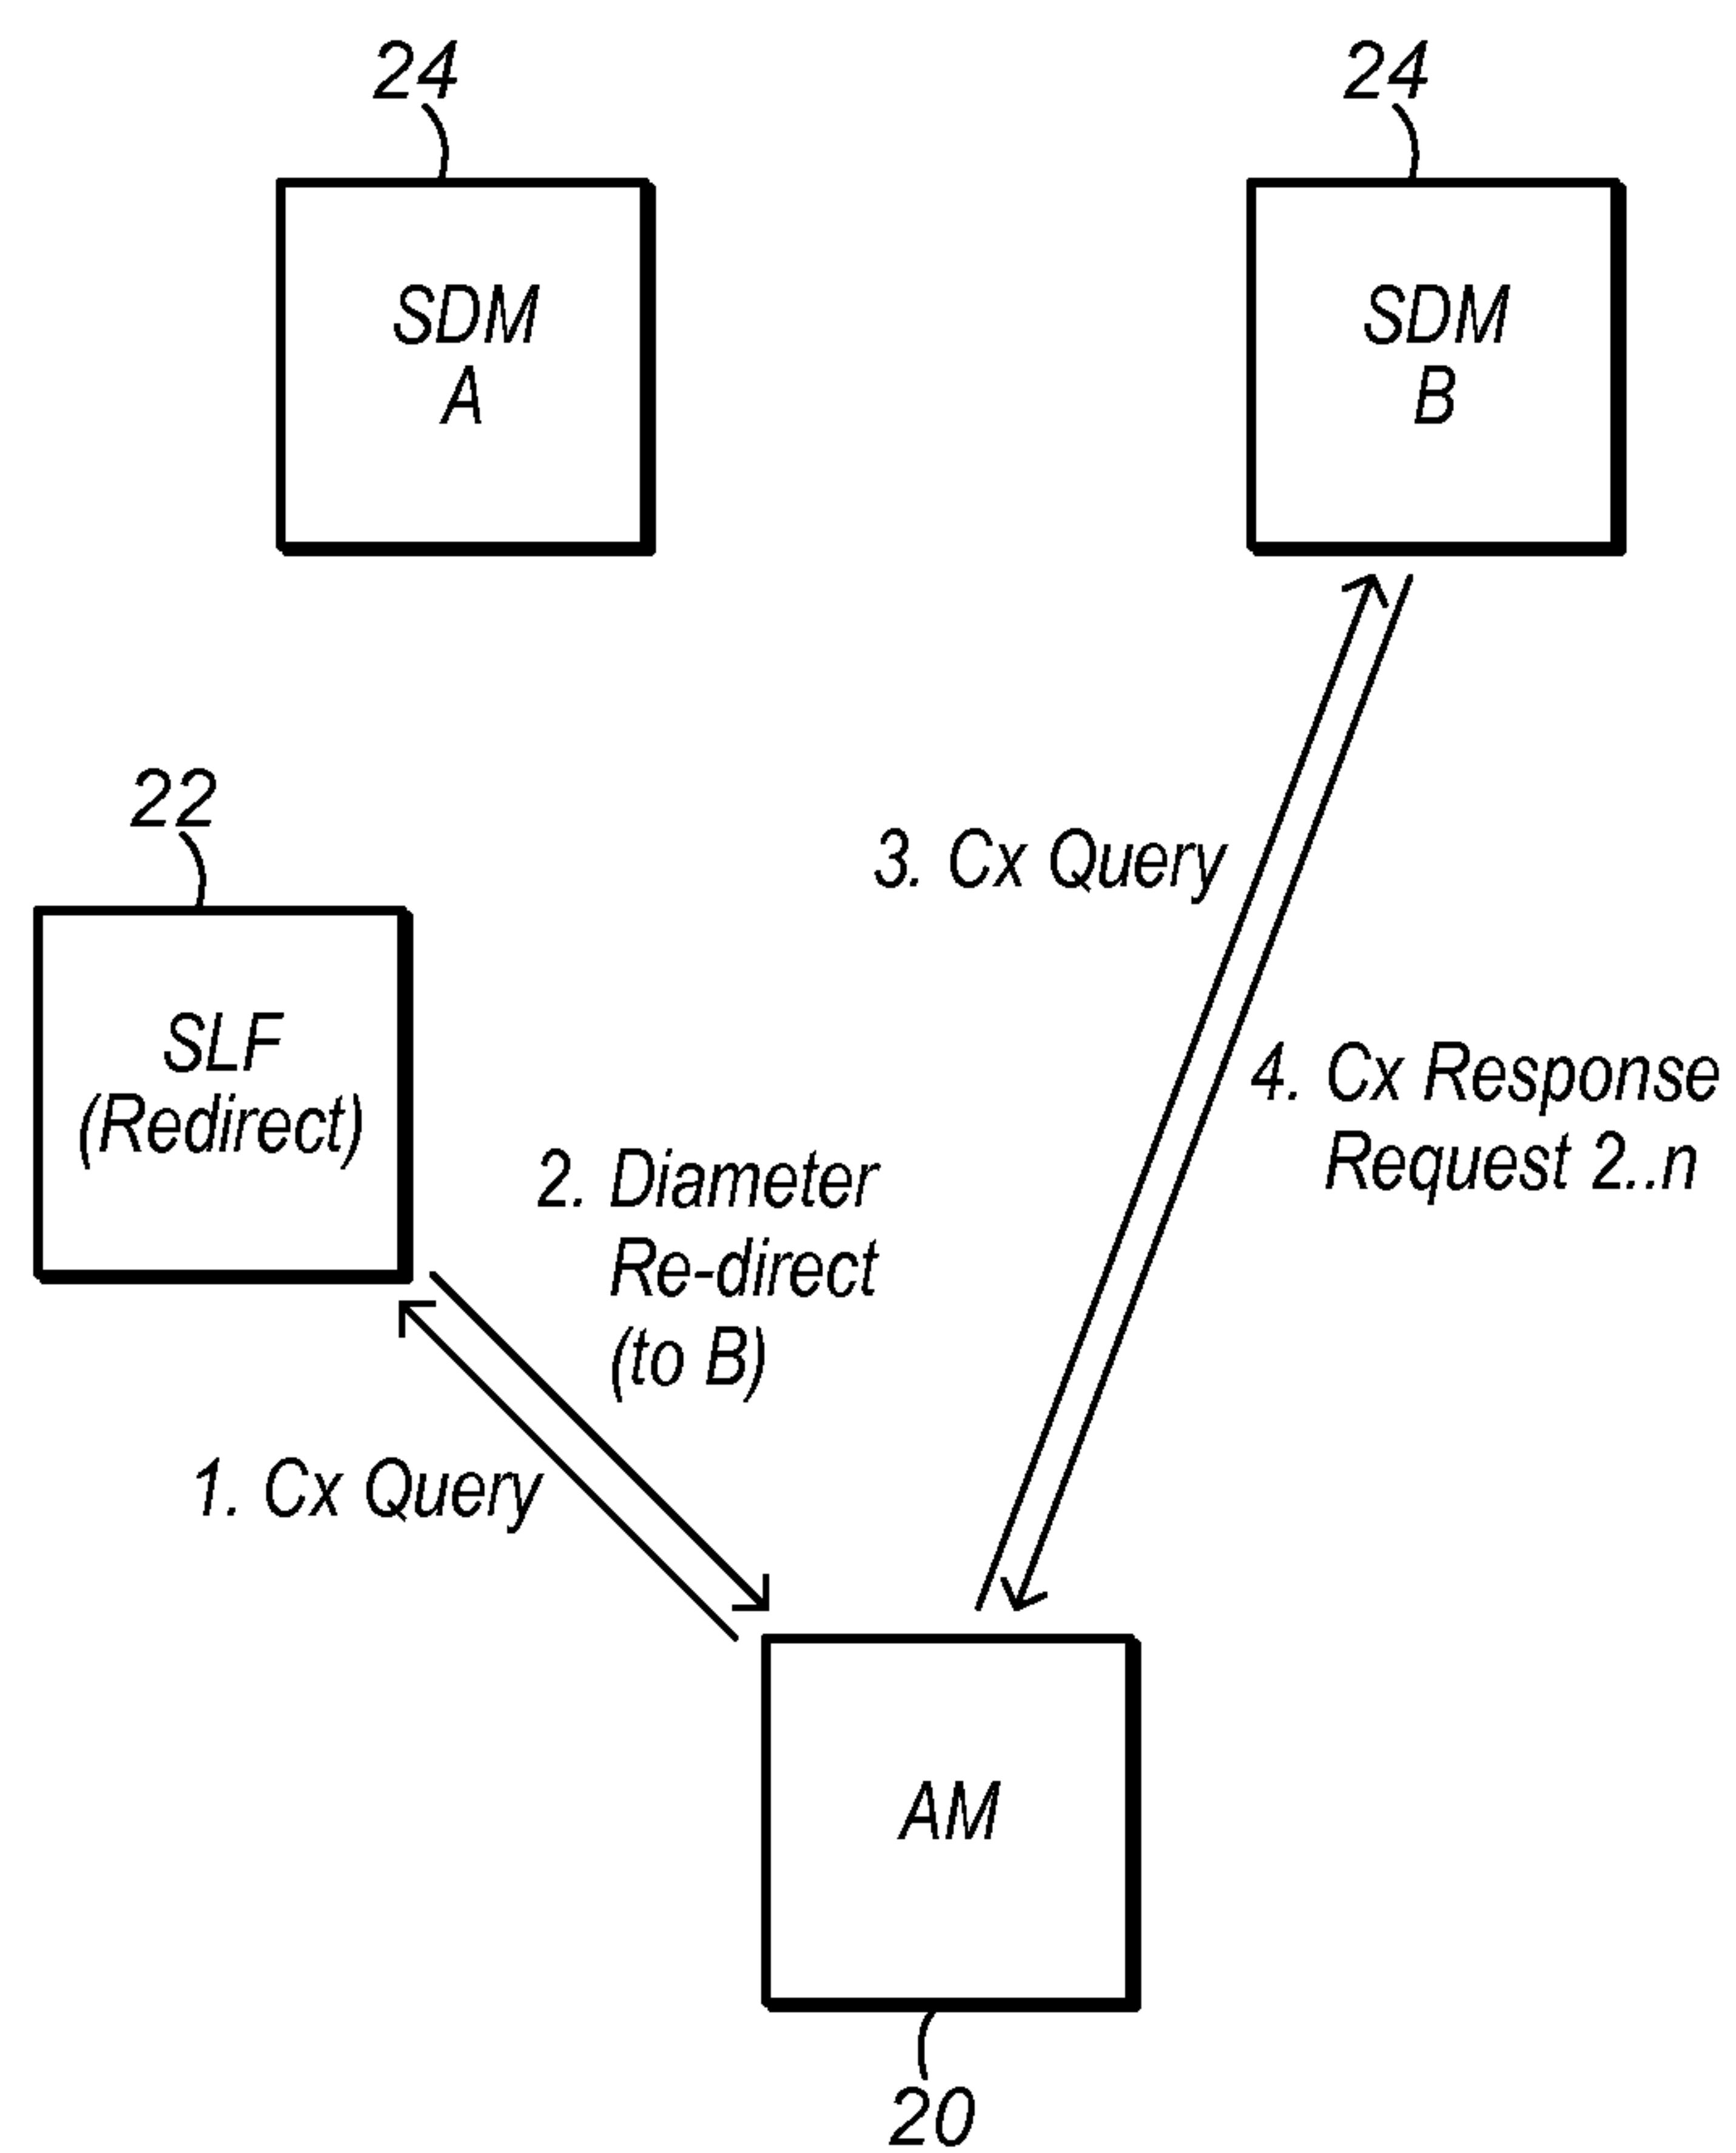 24
24
SDM
A
SDM
B
22
SLF
(Redirect)
3. Cx Query
4. Cx Response
Request 2..n
2. Diameter
Re-direct
(to B)
1. Cx Query
AM
20